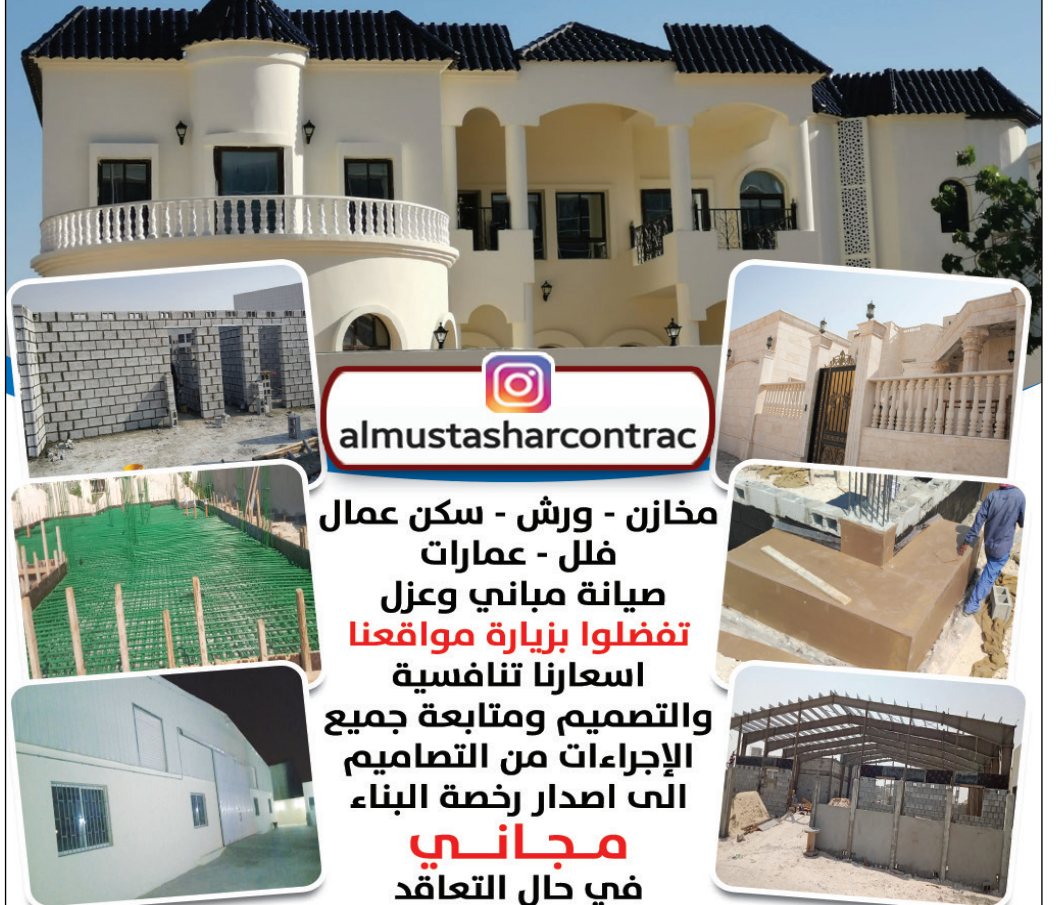 almustasharcontrac
مخازن - ورش - سكن عمال
فلل - عمارات
صيانة مباني وعزل
تفضلوا بزيارة مواقعنا
اسعارنا تنافسية
والتصميم ومتابعة جميع
الإجراءات من التصاميم
الى اصدار رخصة البناء
مجاني
في حال التعاقد